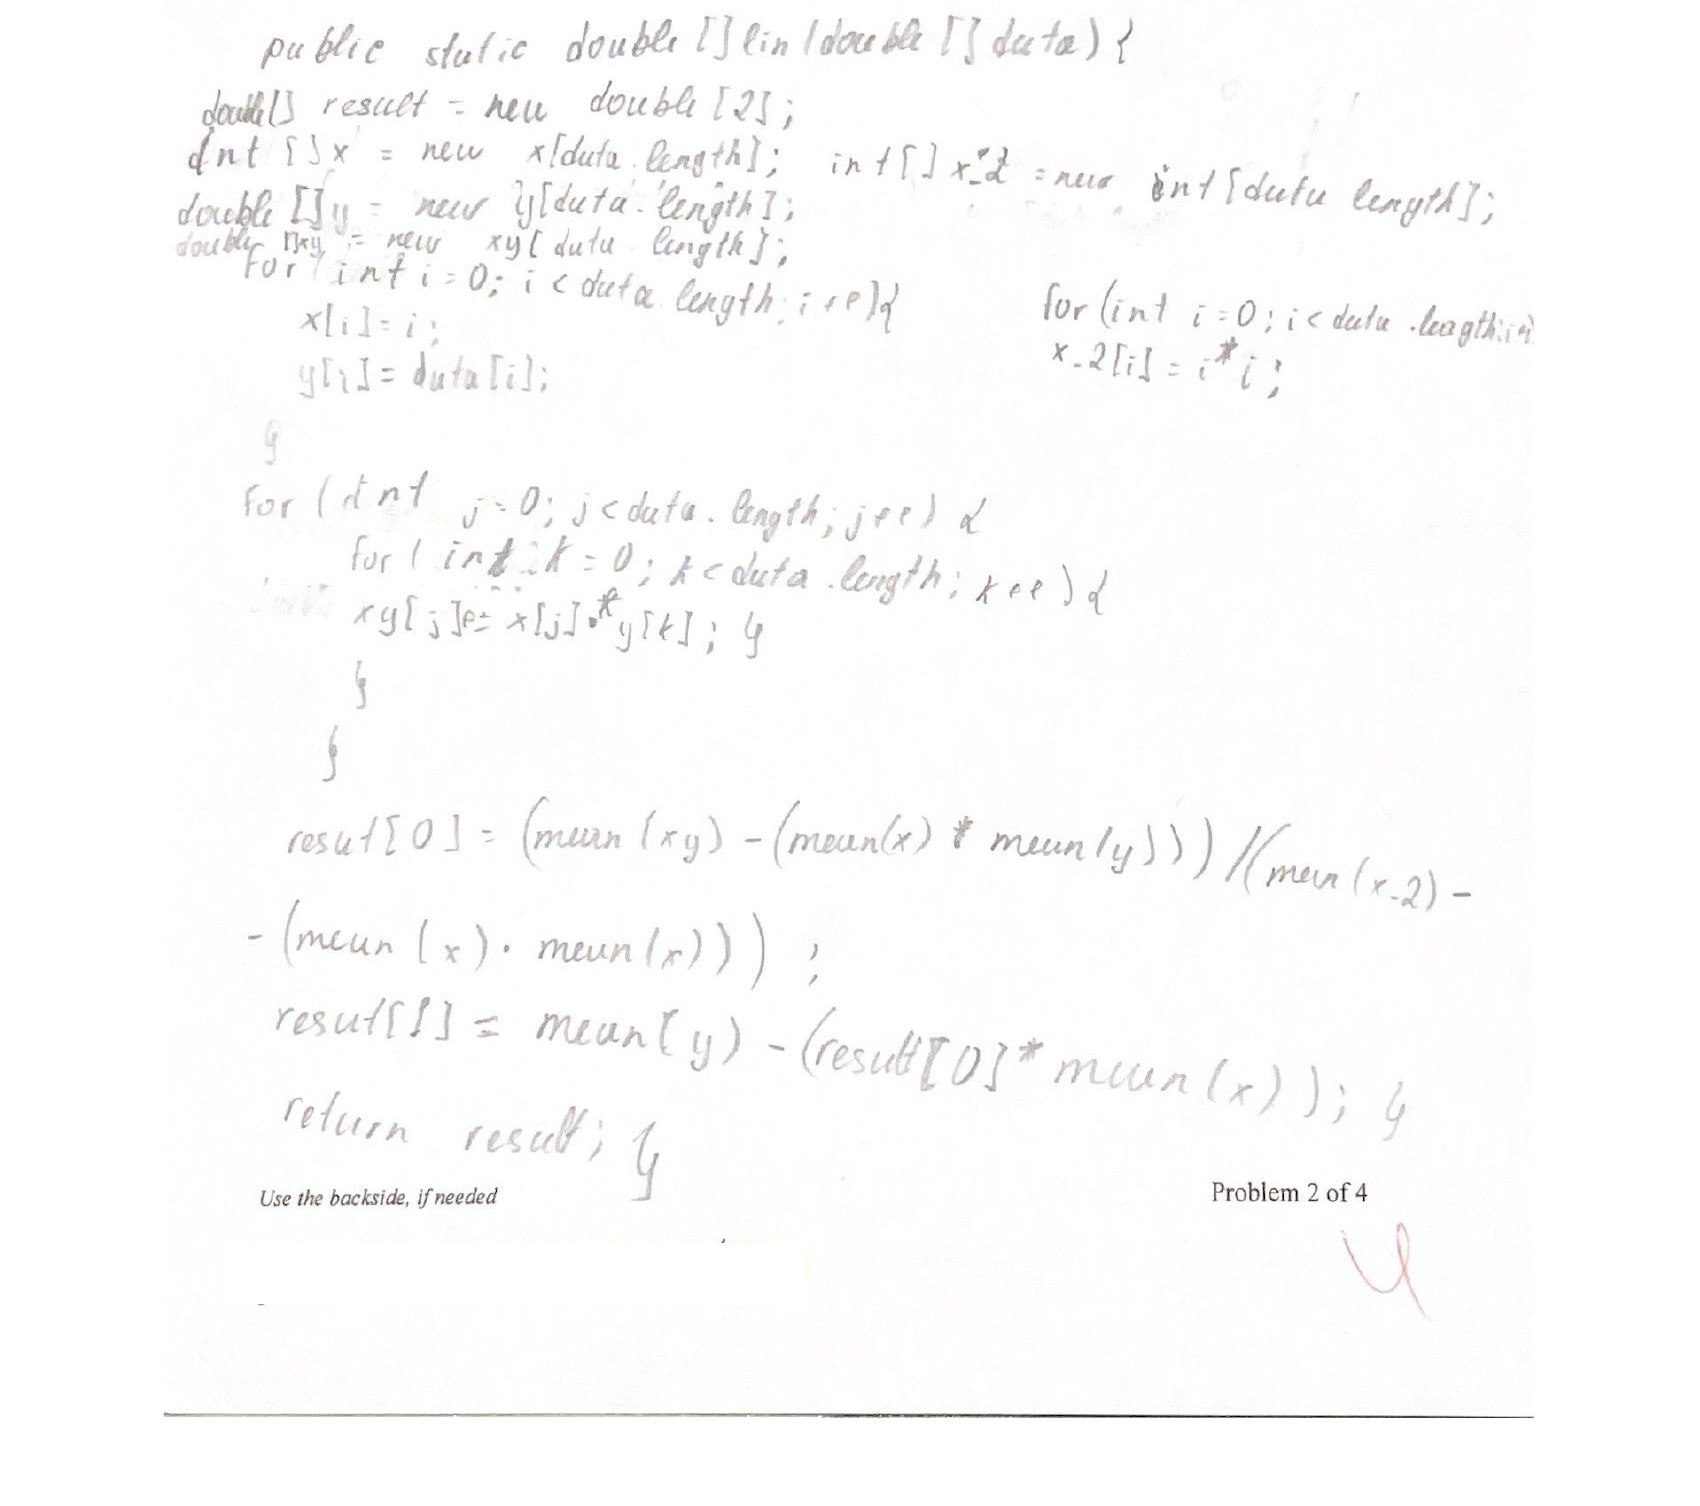 public static double [] lin (double [] data) {
double[] result = new double [2];
int [] x = new x[data.length]; int [] x_2 = new int [data length];
double [] y = new y[data.length];
double []xy = new xy[data length];
for (int i=0; i < data length; i++){
for (int i=0; i < data .length; i+
x[i]=i;
x_2[i] = i*i;
y[i]= data[i];
}
for (int j=0; j<data.length; j++) {
for (int k=0; k<data.length; k++){
xy[j]+= x[j]*y[k]; }
}
}
resut[0] = (mean (xy) - (mean(x) * mean(y))) /(mean (x_2) -
- (mean (x) · mean(x))) ;
resut[1] = mean(y) - (result[0]* mean(x)); }
return result; }
Use the backside, if needed
Problem 2 of 4